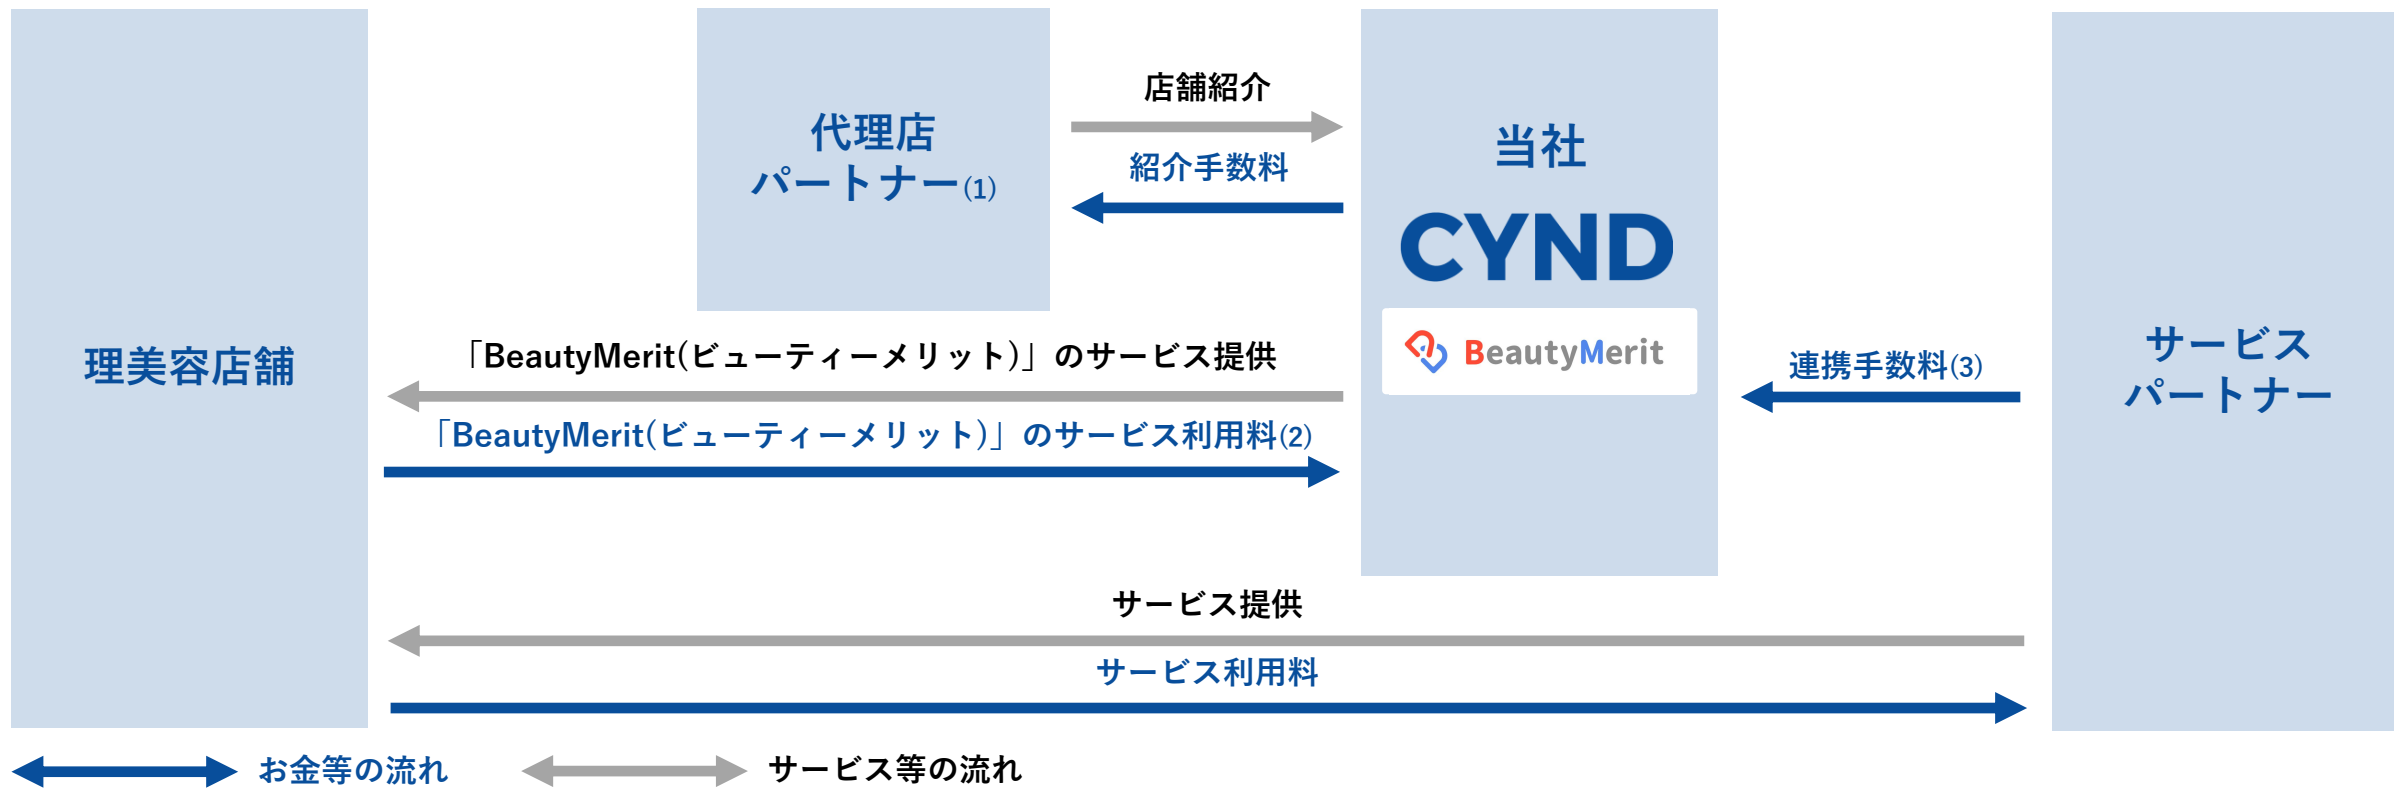 理美容店舗
代理店
パートナー(1)
店舗紹介
紹介手数料
当社
CYND
BeautyMerit
「BeautyMerit(ビューティーメリット)」のサービス提供
「BeautyMerit(ビューティーメリット)」のサービス利用料(2)
連携手数料(3)
サービス
パートナー
サービス提供
サービス利用料
お金等の流れ
サービス等の流れ